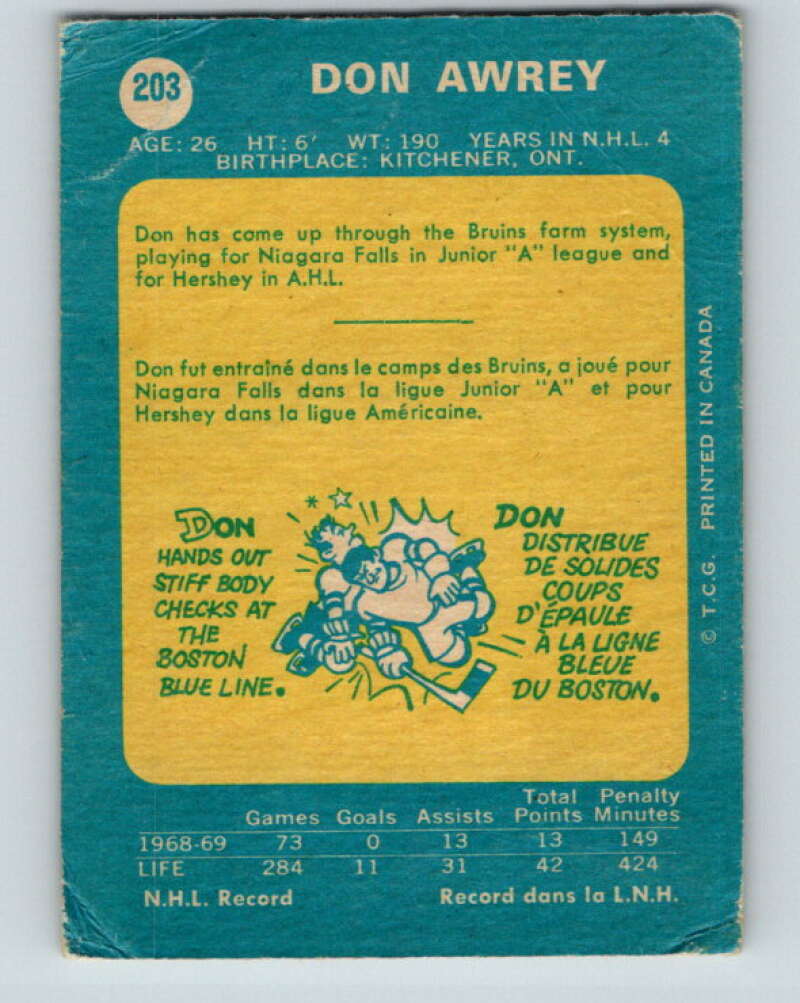 203
DON AWREY
AGE: 26 HT: 6' WT: 190 YEARS IN N.H.L. 4
BIRTHPLACE: KITCHENER, ONT.
Don has come up through the Bruins farm system,
playing for Niagara Falls in Junior "A" league and
for Hershey in A.H.L.
Don fut entraîné dans le camps des Bruins, a joué pour
Niagara Falls dans la ligue Junior "A" et pour
Hershey dans la ligue Américaine.
DON
HANDS OUT
STIFF BODY
CHECKS AT
THE
BOSTON
BLUE LINE.
DON
DISTRIBUE
DE SOLIDES
COUPS
D'ÉPAULE
À LA LIGNE
BLEUE
DU BOSTON.
© T.C.G. PRINTED IN CANADA
Total Penalty
Games Goals Assists Points Minutes
1968-69 73 0 13 13 149
LIFE 284 11 31 42 424
N.H.L. Record Record dans la L.N.H.